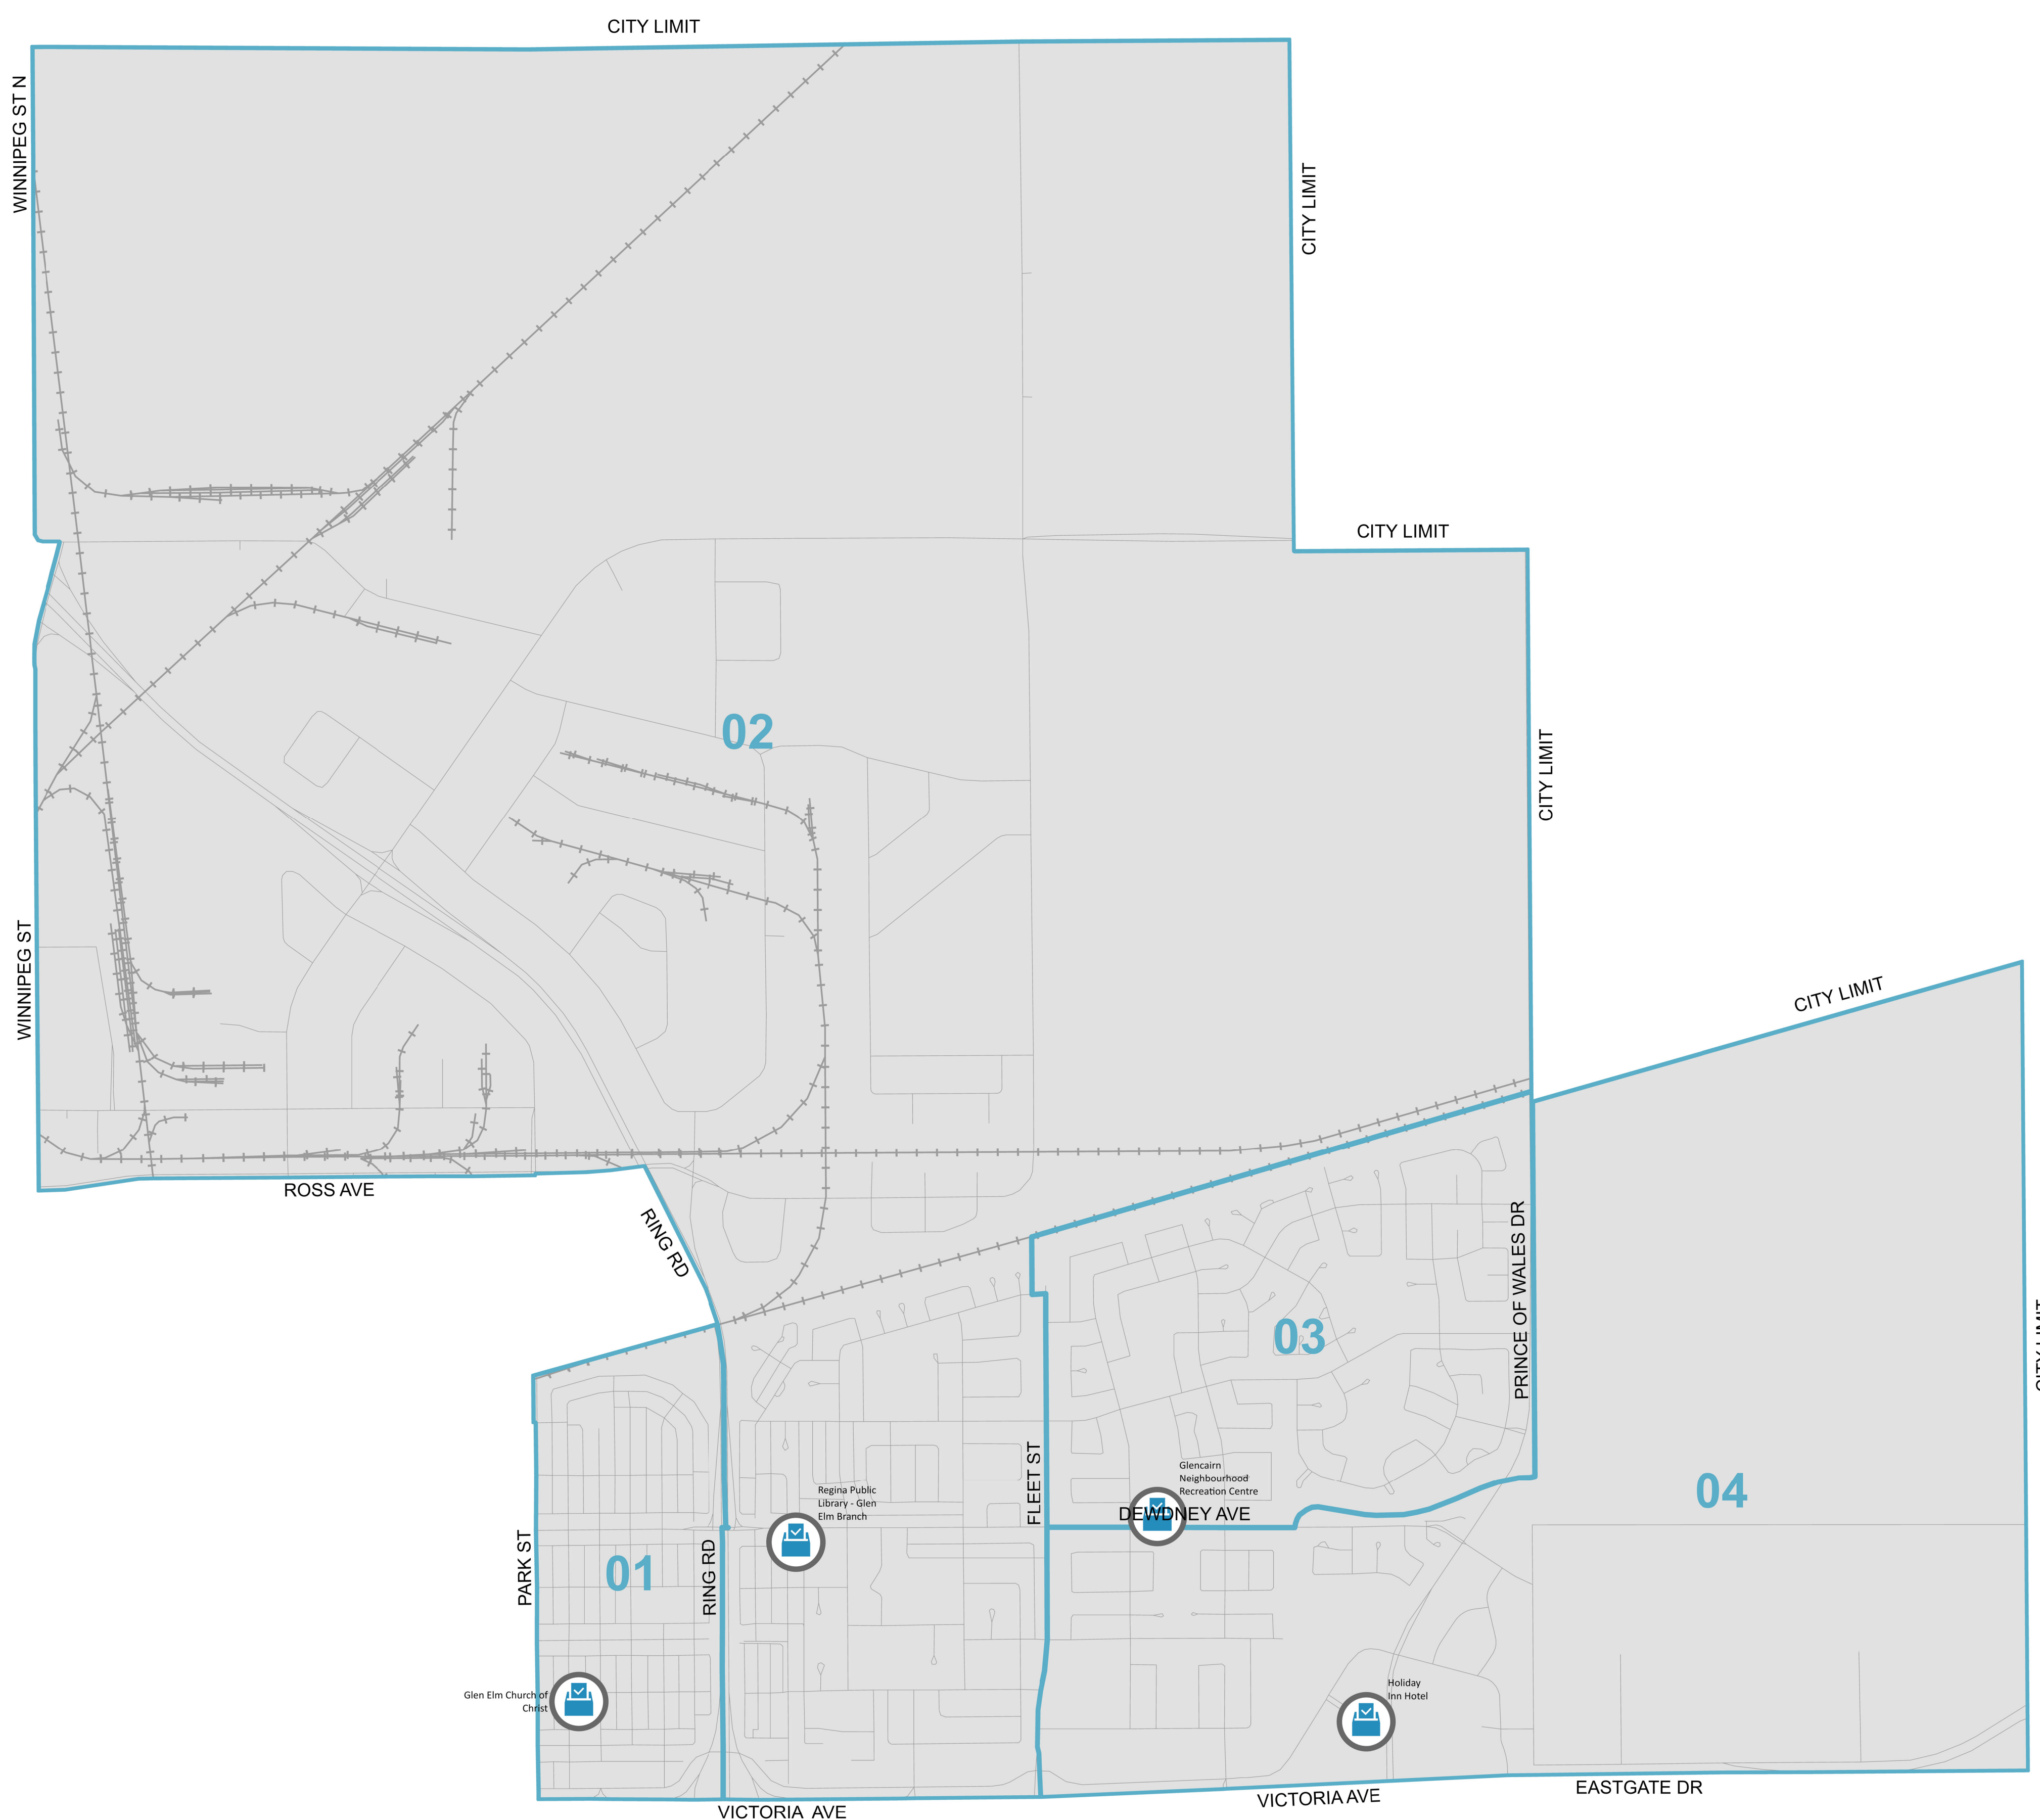 CITY LIMIT
WINNIPEG ST N
CITY LIMIT
CITY LIMIT
02
CITY LIMIT
WINNIPEG ST
CITY LIMIT
ROSS AVE
RING RD
PRINCE OF WALES DR
CITY LIMIT
03
FLEET ST
Glencairn
Neighbourhood
Recreation Centre
Regina Public
Library - Glen
Elm Branch
DEWDNEY AVE
04
PARK ST
01
RING RD
Glen Elm Church of
Christ
Holiday
Inn Hotel
VICTORIA AVE
VICTORIA AVE
EASTGATE DR